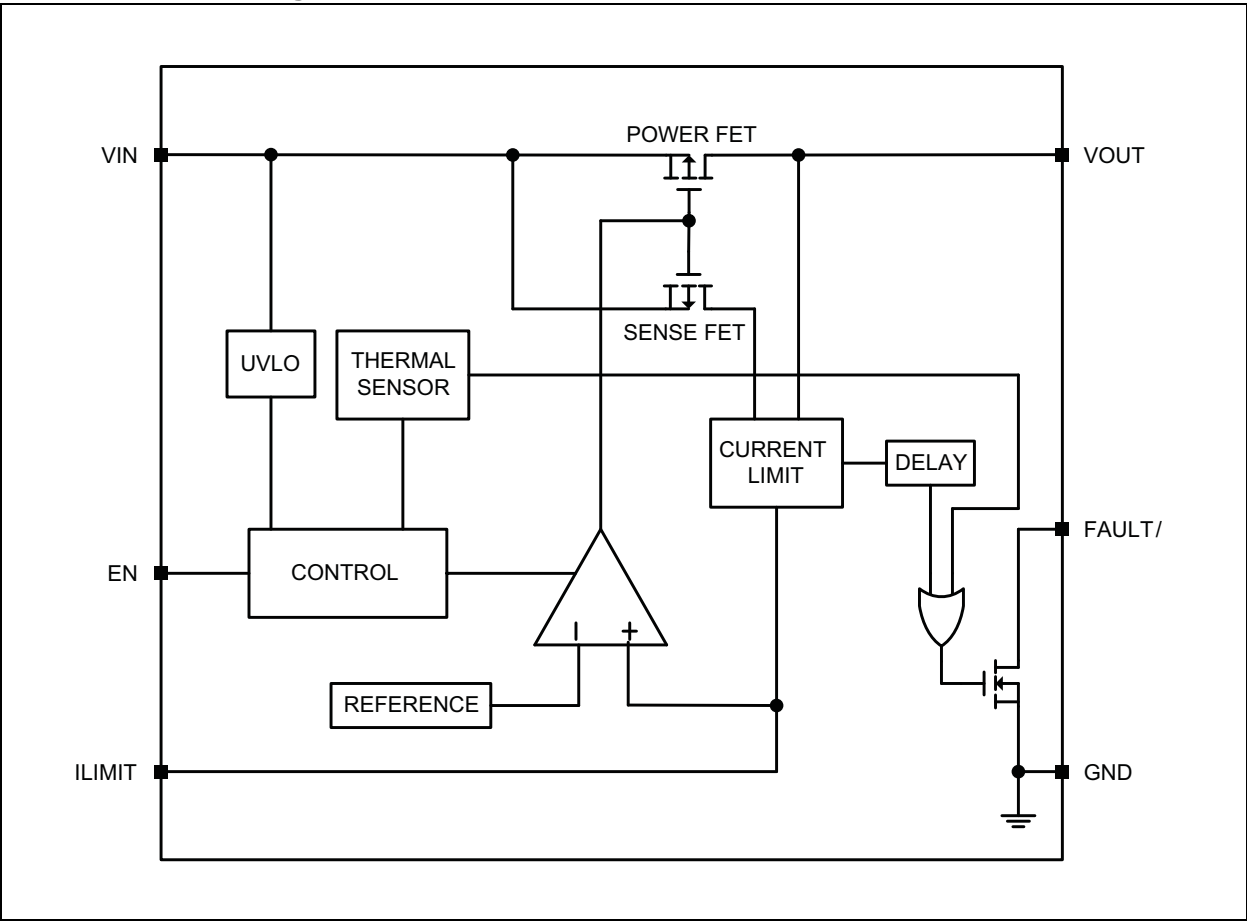 POWER FET
VIN
VOUT
SENSE FET
UVLO
THERMAL
SENSOR
CURRENT
LIMIT
DELAY
FAULT/
EN
CONTROL
REFERENCE
ILIMIT
GND